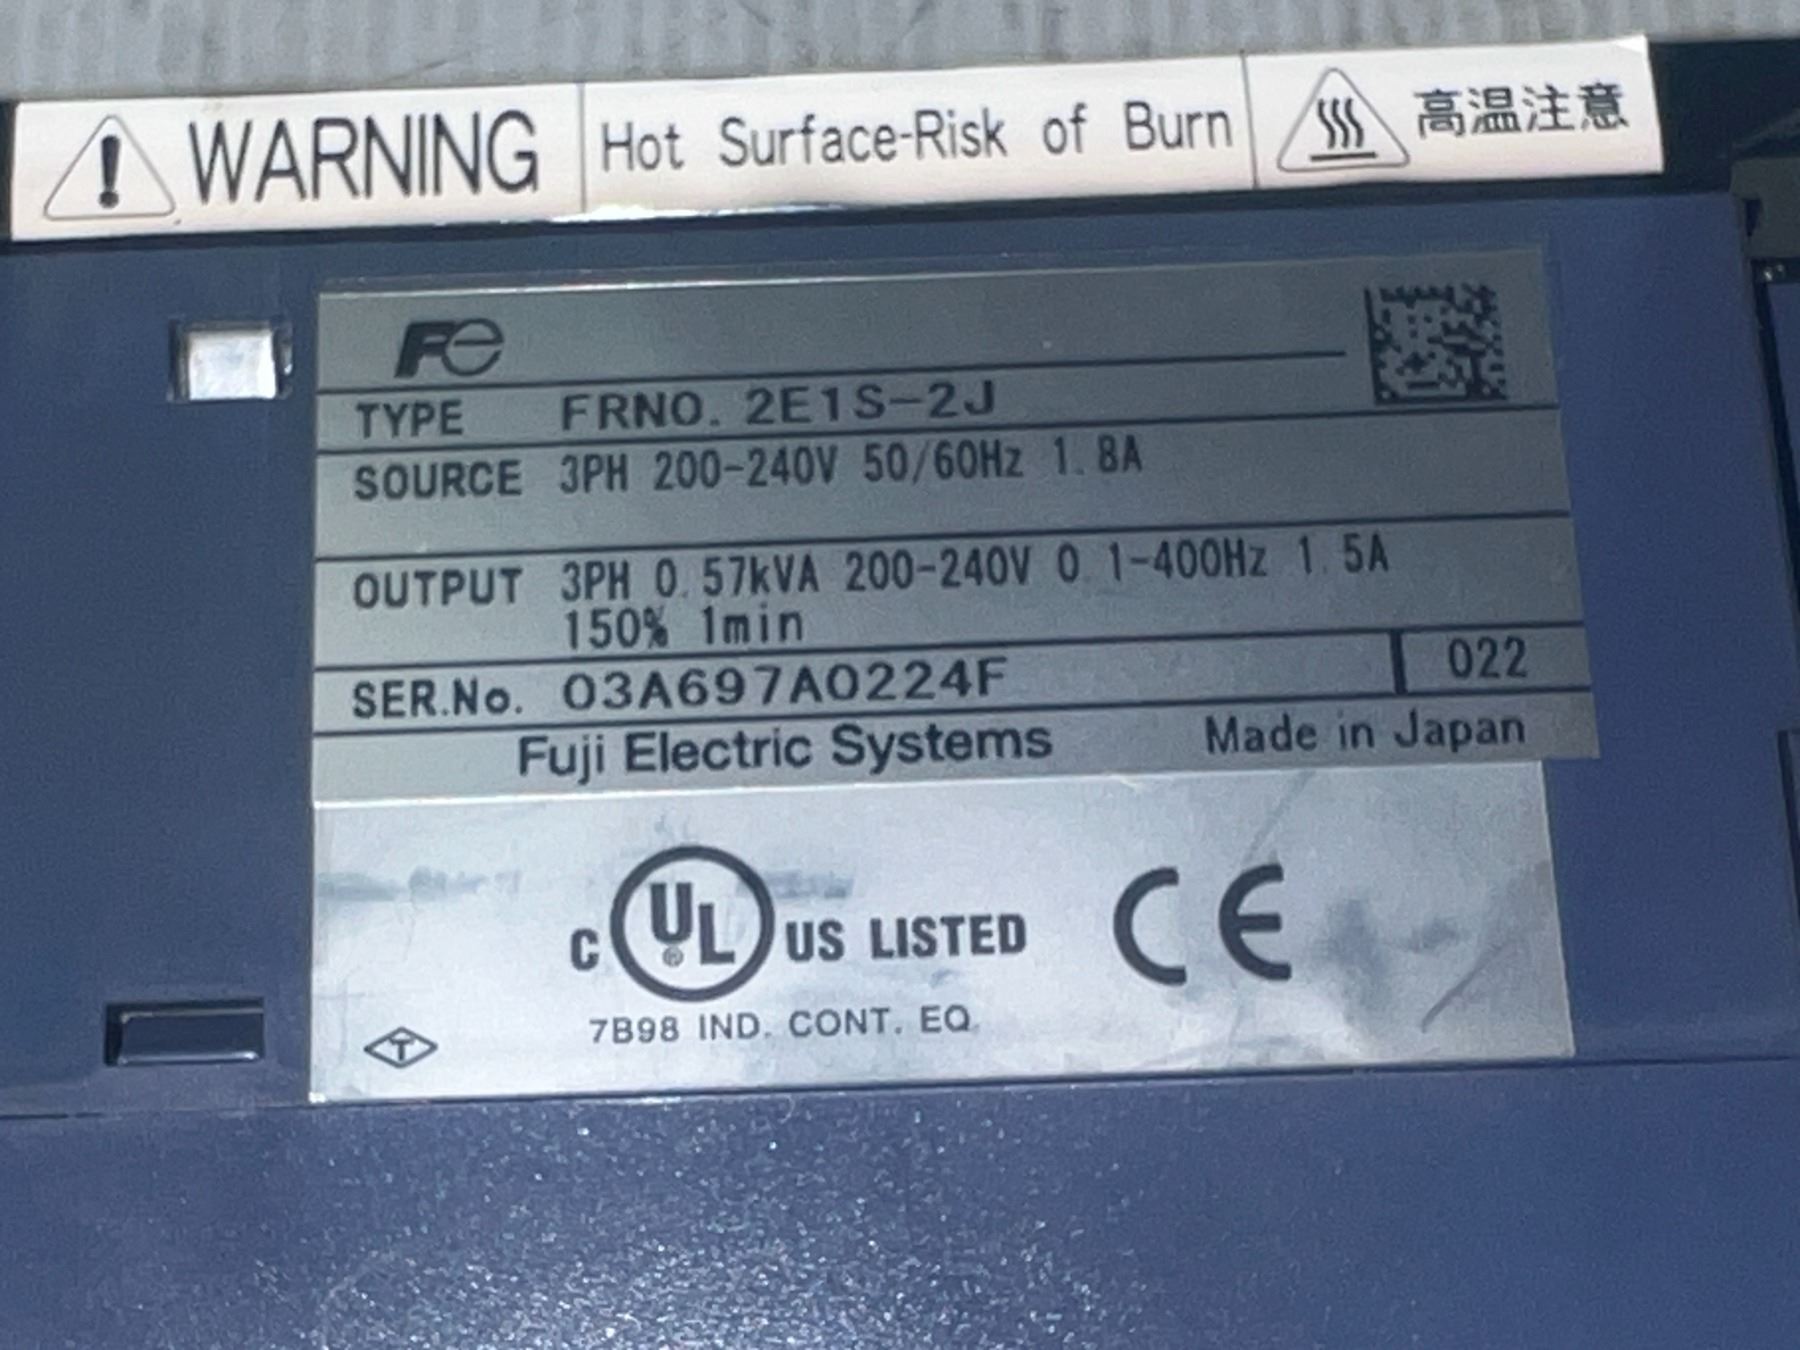 WARNING Hot Surface-Risk of Burn 高温注意
Fe
TYPE FRN0. 2E1S-2J
SOURCE 3PH 200-240V 50/60Hz 1.8A
OUTPUT 3PH 0.57kVA 200-240V 0.1-400Hz 1.5A
150% 1min
SER.No. 03A697A0224F 022
Fuji Electric Systems Made in Japan
C UL® US LISTED CE
7B98 IND. CONT. EQ.
T